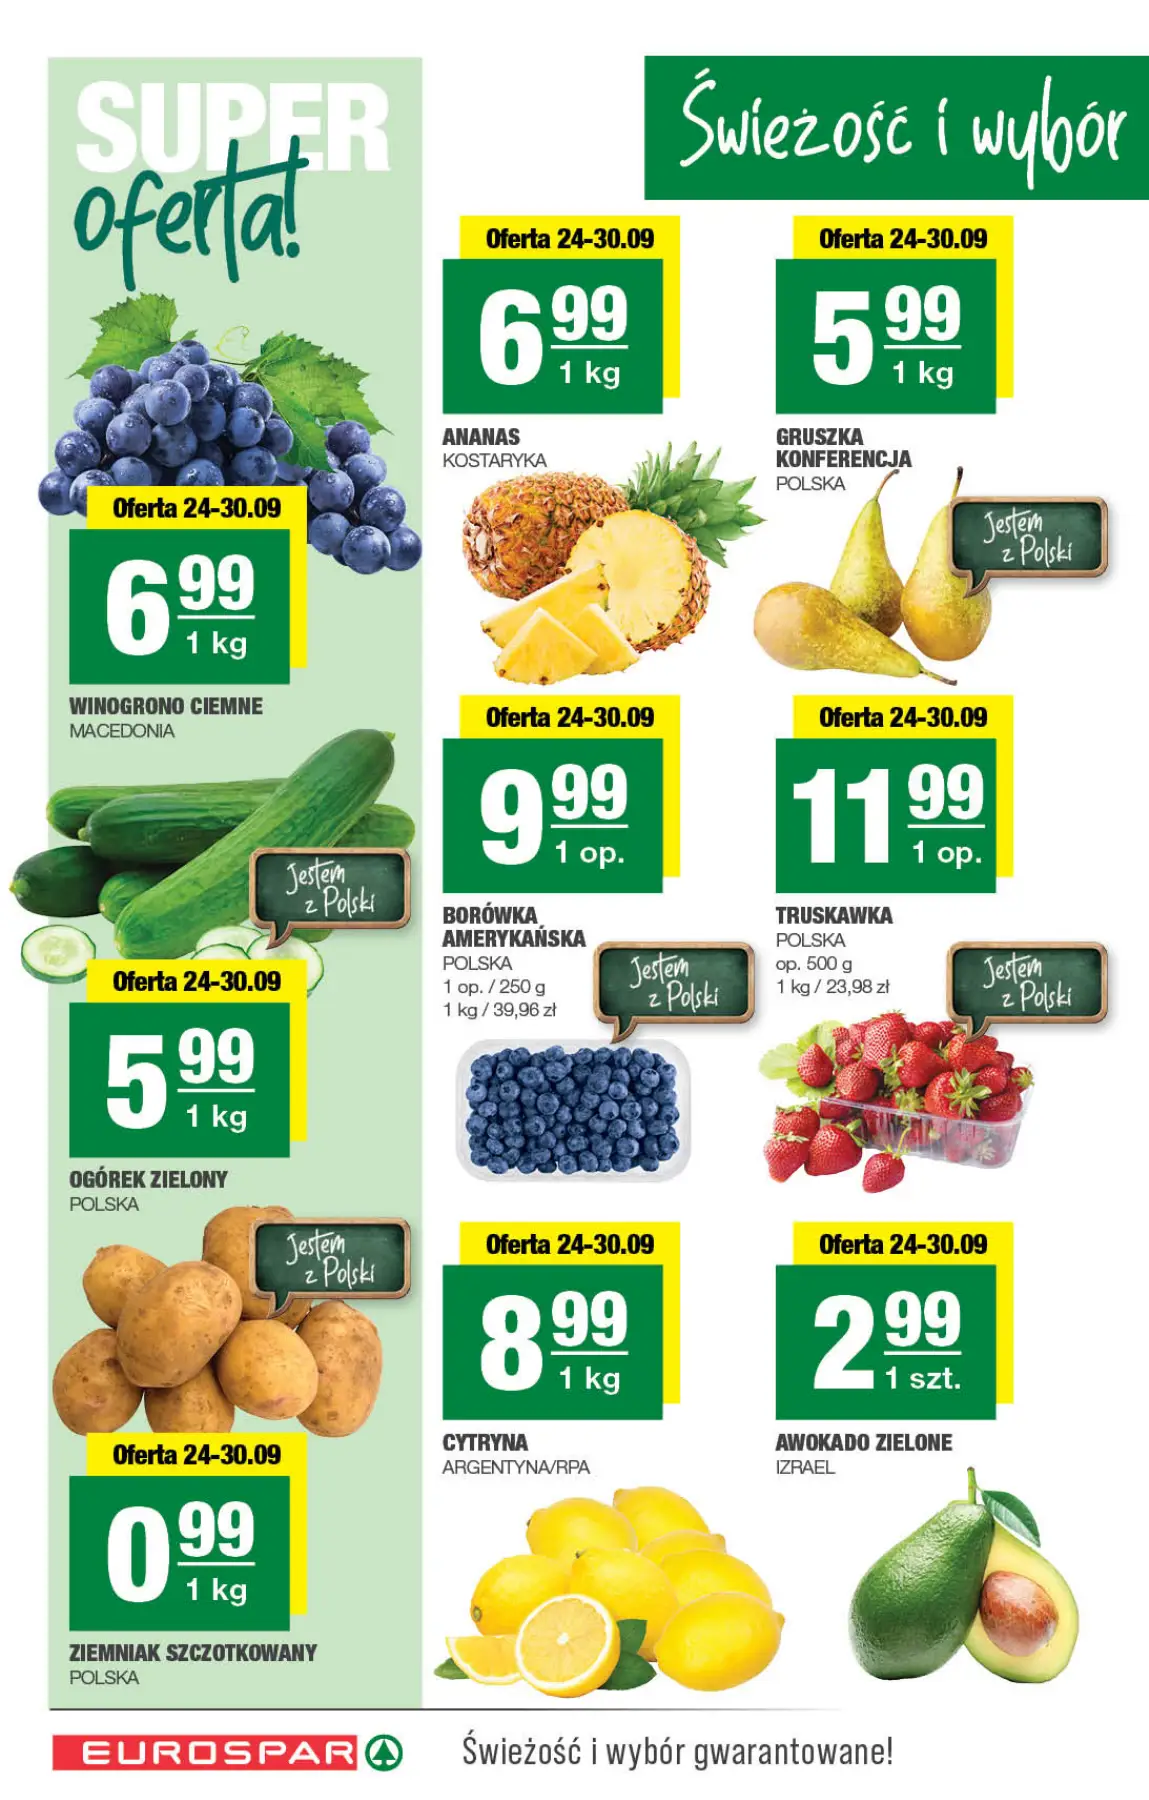 SUPER
oferta!
Oferta 24-30.09
6 99
1 kg
WINOGRONO CIEMNE
MACEDONIA
Jestem
z Polski
Oferta 24-30.09
5 99
1 kg
OGÓREK ZIELONY
POLSKA
Jestem
z Polski
Oferta 24-30.09
0 99
1 kg
ZIEMNIAK SZCZOTKOWANY
POLSKA
Świeżość i wybór
Oferta 24-30.09
6 99
1 kg
ANANAS
KOSTARYKA
Oferta 24-30.09
5 99
1 kg
GRUSZKA
KONFERENCJA
POLSKA
Jestem
z Polski
Oferta 24-30.09
9 99
1 op.
BORÓWKA
AMERYKAŃSKA
POLSKA
1 op. / 250 g
1 kg / 39,96 zł
Jestem
z Polski
Oferta 24-30.09
11 99
1 op.
TRUSKAWKA
POLSKA
op. 500 g
1 kg / 23,98 zł
Jestem
z Polski
Oferta 24-30.09
8 99
1 kg
CYTRYNA
ARGENTYNA/RPA
Oferta 24-30.09
2 99
1 szt.
AWOKADO ZIELONE
IZRAEL
EUROSPAR
Świeżość i wybór gwarantowane!